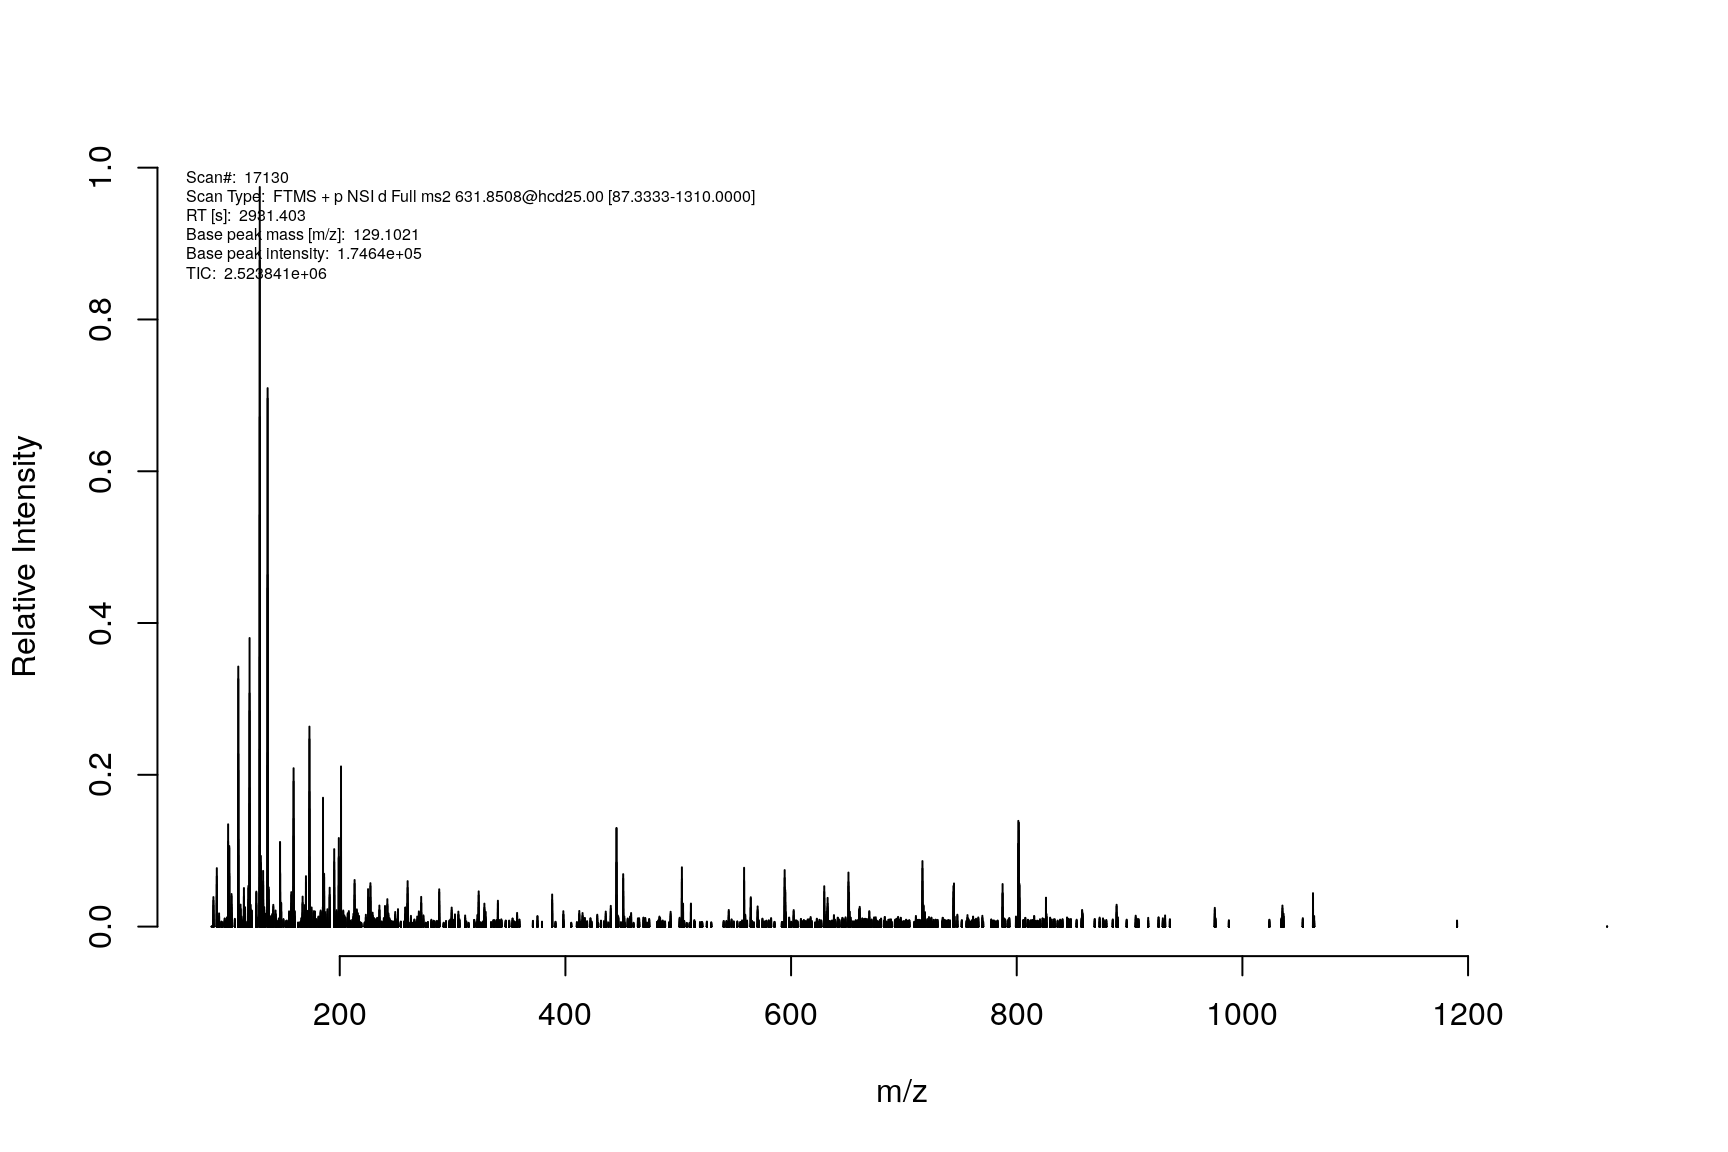 Scan#: 17130
Scan Type: FTMS + p NSI d Full ms2 631.8508@hcd25.00 [87.3333-1310.0000]
RT [s]: 2981.403
Base peak mass [m/z]: 129.1021
Base peak intensity: 1.7464e+05
TIC: 2.523841e+06
1.0
0.8
0.6
0.4
0.2
0.0
Relative Intensity
200 400 600 800 1000 1200
m/z